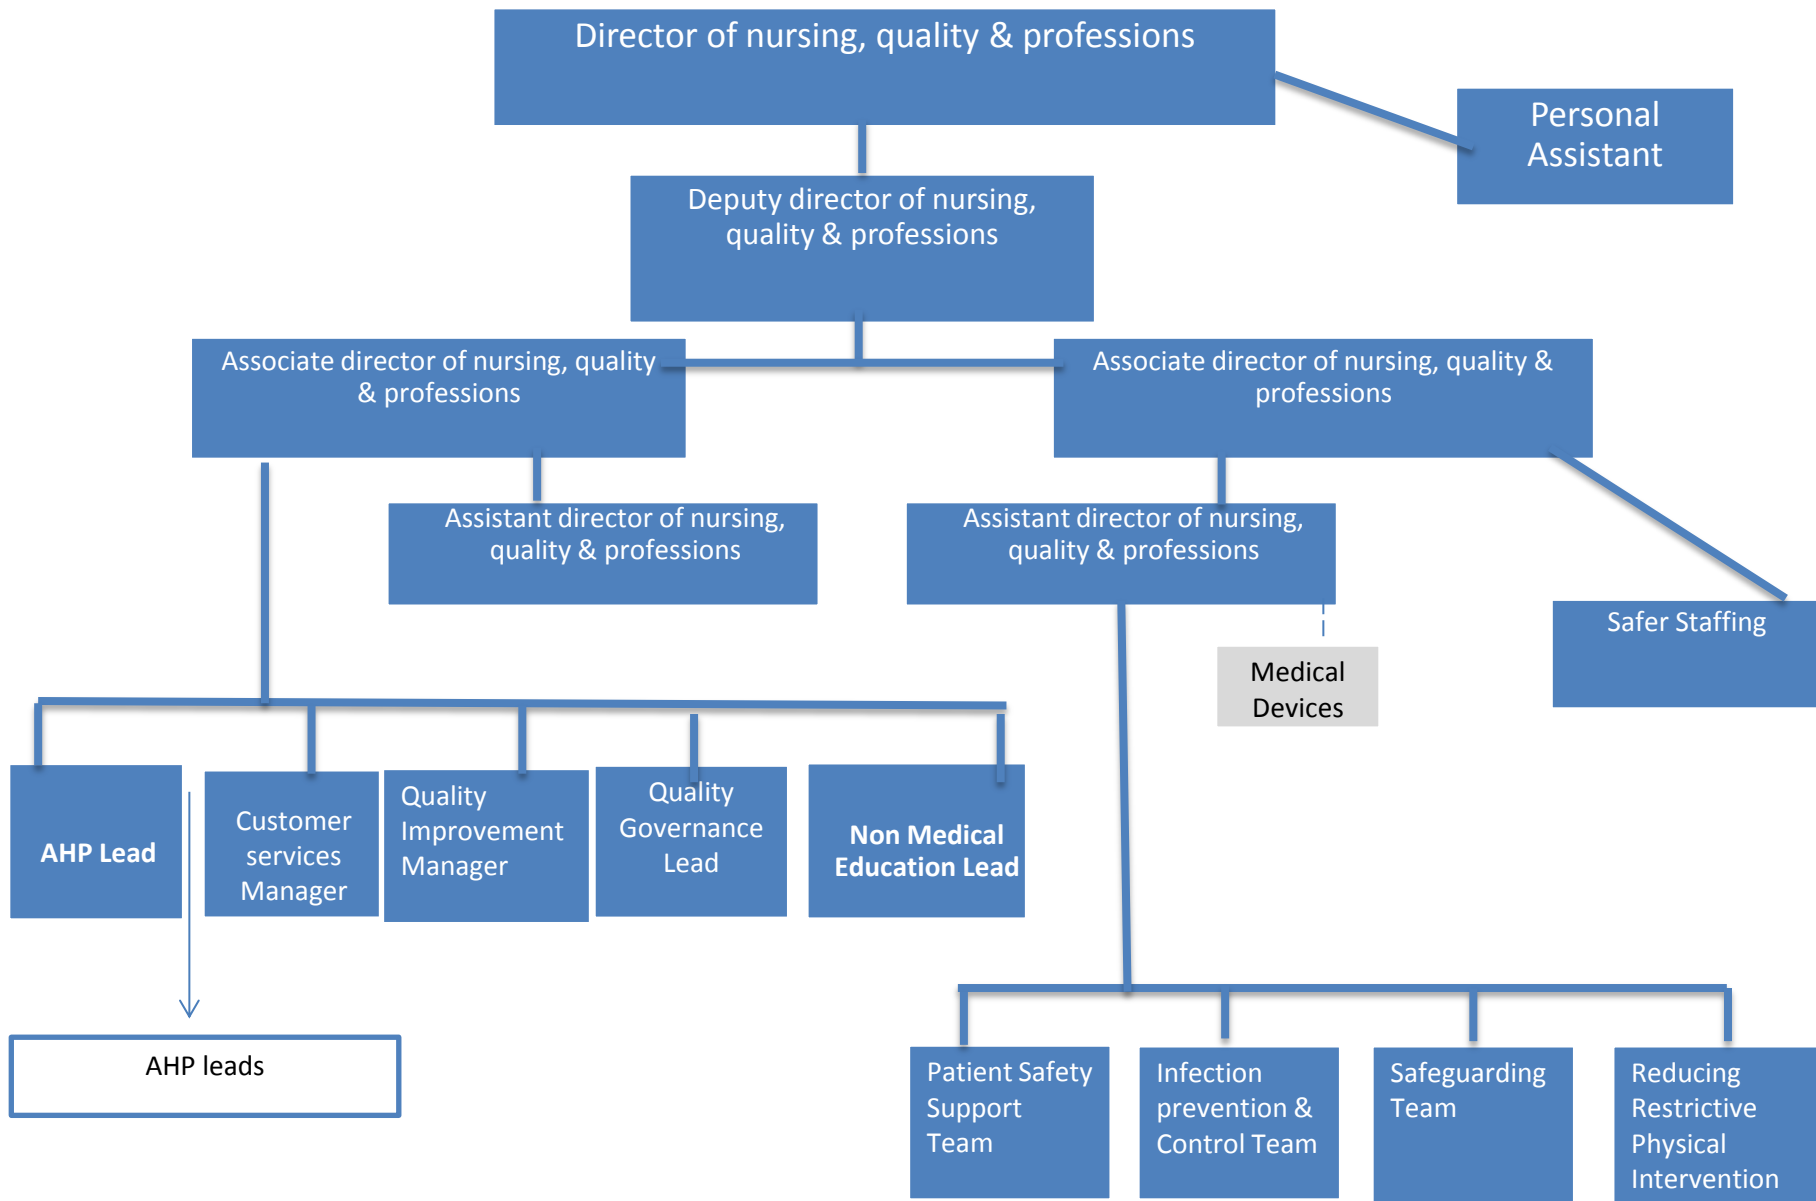 Director of nursing, quality & professions
Personal
Assistant
Deputy director of nursing,
quality & professions
Associate director of nursing, quality
& professions
Associate director of nursing, quality &
professions
Assistant director of nursing,
quality & professions
Assistant director of nursing,
quality & professions
Safer Staffing
Medical
Devices
AHP Lead
Customer
services
Manager
Quality
Improvement
Manager
Quality
Governance
Lead
Non Medical
Education Lead
AHP leads
Patient Safety
Support
Team
Infection
prevention &
Control Team
Safeguarding
Team
Reducing
Restrictive
Physical
Intervention